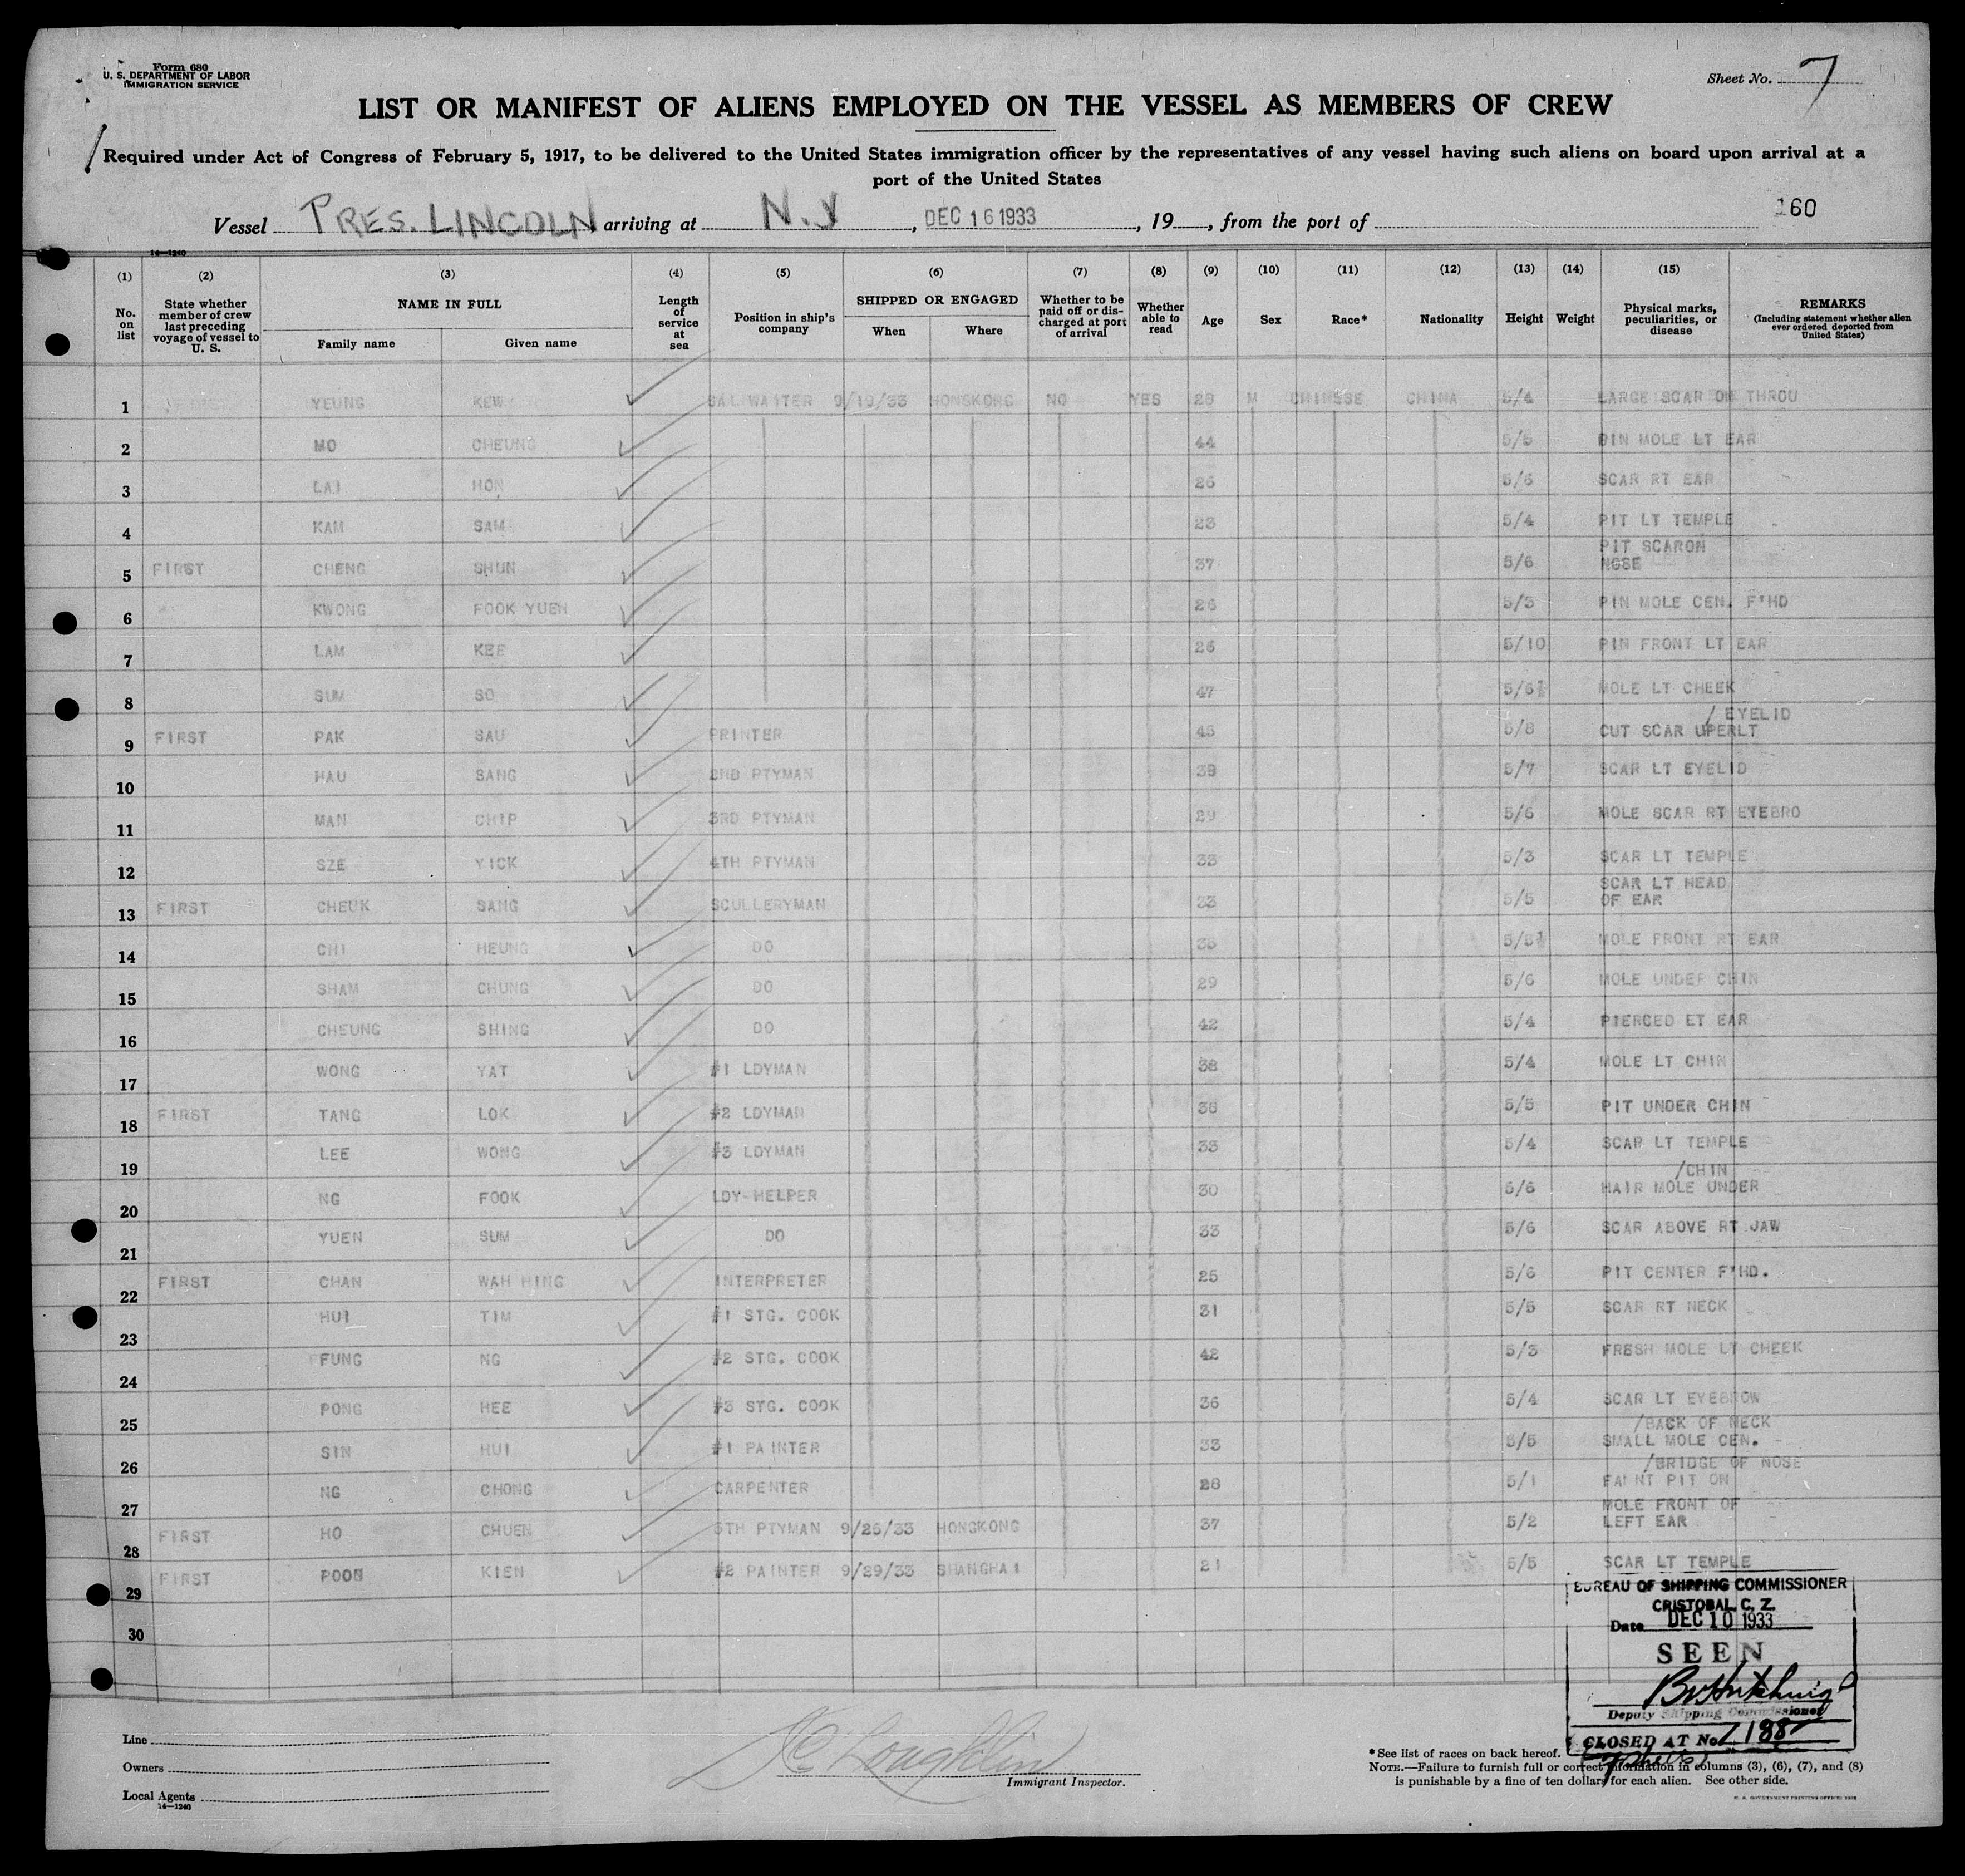 Form 680
U. S. DEPARTMENT OF LABOR
IMMIGRATION SERVICE
Sheet No. 7
LIST OR MANIFEST OF ALIENS EMPLOYED ON THE VESSEL AS MEMBERS OF CREW
Required under Act of Congress of February 5, 1917, to be delivered to the United States immigration officer by the representatives of any vessel having such aliens on board upon arrival at a
port of the United States
160
Vessel PRES. LINCOLN arriving at N.Y , DEC 16 1933 , 19 , from the port of
14—1240
(1) (2) (3) (4) (5) (6) (7) (8) (9) (10) (11) (12) (13) (14) (15)
No. on list State whether member of crew last preceding voyage of vessel to U. S. NAME IN FULL Family name Given name Length of service at sea Position in ship's company SHIPPED OR ENGAGED When Where Whether to be paid off or discharged at port of arrival Whether able to read Age Sex Race* Nationality Height Weight Physical marks, peculiarities, or disease REMARKS (Including statement whether alien ever ordered deported from United States)
1 YEUNG KEW SAL WAITER 9/19/33 HONGKONG NO YES 28 M CHINESE CHINA 5/4 LARGE SCAR ON THROU
2 MO CHEUNG 44 5/5 PIN MOLE LT EAR
3 LAI HON 26 5/6 SCAR RT EAR
4 KAM SAM 23 5/4 PIT LT TEMPLE
5 FIRST CHENG SHUN 37 5/6 PIT SCARON NOSE
6 KWONG FOOK YUEN 26 5/5 PIN MOLE CEN. F'HD
7 LAM KEE 26 5/10 PIN FRONT LT EAR
8 SUM SO 47 5/6½ MOLE LT CHEEK
9 FIRST PAK SAU PRINTER 45 5/8 CUT SCAR UPERLT / EYELID
10 HAU SANG 2ND PTYMAN 39 5/7 SCAR LT EYELID
11 MAN CHIP 3RD PTYMAN 29 5/6 MOLE SCAR RT EYEBRO
12 SZE YICK 4TH PTYMAN 33 5/3 SCAR LT TEMPLE
13 FIRST CHEUK SANG SCULLERYMAN 33 5/5 SCAR LT HEAD OF EAR
14 CHI HEUNG DO 35 MOLE FRONT RT EAR
15 SHAM CHUNG DO 29 5/6 MOLE UNDER CHIN
16 CHEUNG SHING DO 42 5/4 PIERCED LT EAR
17 WONG YAT #1 LDYMAN 38 5/4 MOLE LT CHIN
18 FIRST TANG LOK #2 LDYMAN 38 5/5 PIT UNDER CHIN
19 LEE WONG #3 LDYMAN 33 5/4 SCAR LT TEMPLE
20 NG FOOK LDY-HELPER 30 5/6 HAIR MOLE UNDER /CHIN
21 YUEN SUM DO 33 5/6 SCAR ABOVE RT JAW
22 FIRST CHAN WAH HING INTERPRETER 25 5/6 PIT CENTER F'HD.
23 HUI TIM #1 STG. COOK 31 5/5 SCAR RT NECK
24 FUNG NG #2 STG. COOK 42 5/3 FRESH MOLE LT CHEEK
25 PONG HEE #3 STG. COOK 36 5/4 SCAR LT EYEBROW
26 SIN HUI #1 PAINTER 33 5/5 SMALL MOLE CEN. /BACK OF NECK
27 NG CHONG CARPENTER 28 5/1 FAINT PIT ON /BRIDGE OF NOSE
28 FIRST HO CHUEN 5TH PTYMAN 9/25/33 HONGKONG 37 5/2 MOLE FRONT OF LEFT EAR
29 FIRST POON KIEN #2 PAINTER 9/29/33 SHANGHAI 21 5/5 SCAR LT TEMPLE
30
BUREAU OF SHIPPING COMMISSIONER
CRISTOBAL, C. Z.
Date DEC 10 1933
SEEN
Deputy Shipping Commissioner
CLOSED AT No. 188
Line
Owners
Local Agents
14—1240
Mc Loughlin
Immigrant Inspector.
*See list of races on back hereof.
NOTE.—Failure to furnish full or correct information in columns (3), (6), (7), and (8)
is punishable by a fine of ten dollars for each alien. See other side.
U. S. GOVERNMENT PRINTING OFFICE: